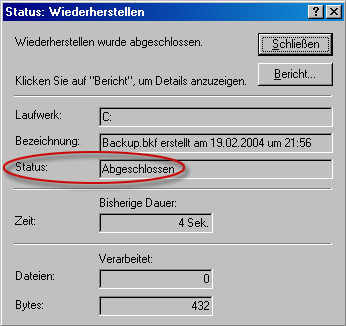 Status: Wiederherstellen
Wiederherstellen wurde abgeschlossen.
Schließen
Klicken Sie auf "Bericht", um Details anzuzeigen.
Bericht...
Laufwerk: C:
Bezeichnung: Backup.bkf erstellt am 19.02.2004 um 21:56
Status: Abgeschlossen
Bisherige Dauer:
Zeit: 4 Sek.
Verarbeitet:
Dateien: 0
Bytes: 432